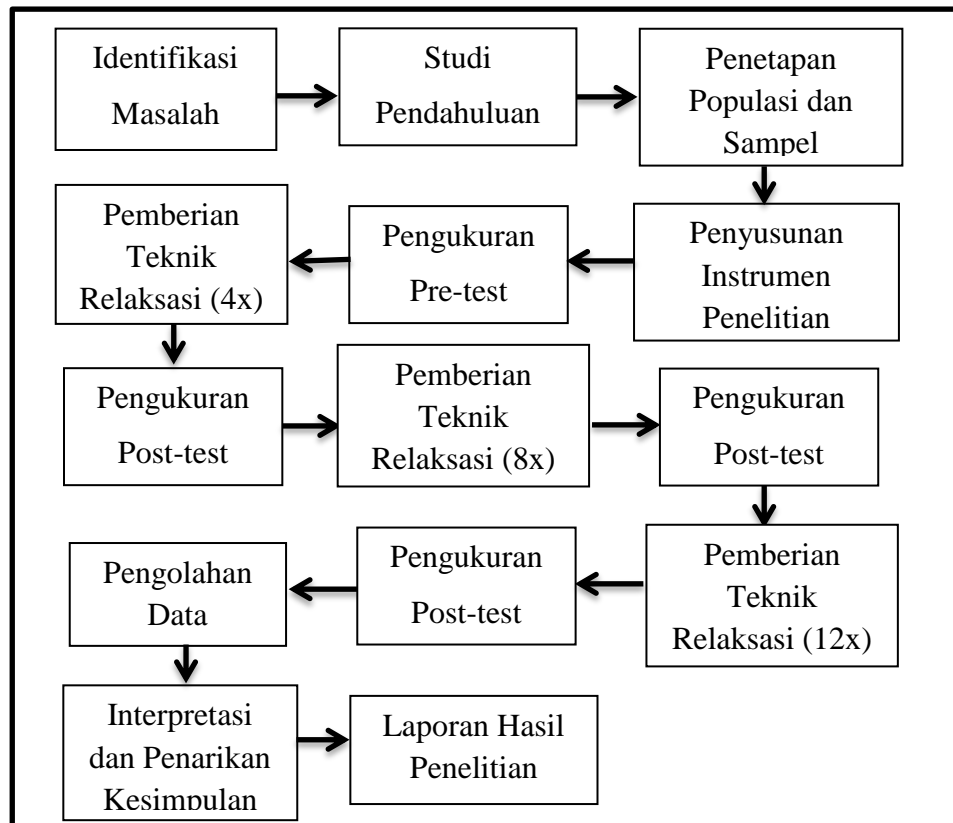 Identifikasi
Masalah
Studi
Pendahuluan
Penetapan
Populasi dan
Sampel
Penyusunan
Instrumen
Penelitian
Pengukuran
Pre-test
Pemberian
Teknik
Relaksasi (4x)
Pengukuran
Post-test
Pemberian
Teknik
Relaksasi (8x)
Pengukuran
Post-test
Pemberian
Teknik
Relaksasi (12x)
Pengukuran
Post-test
Pengolahan
Data
Interpretasi
dan Penarikan
Kesimpulan
Laporan Hasil
Penelitian